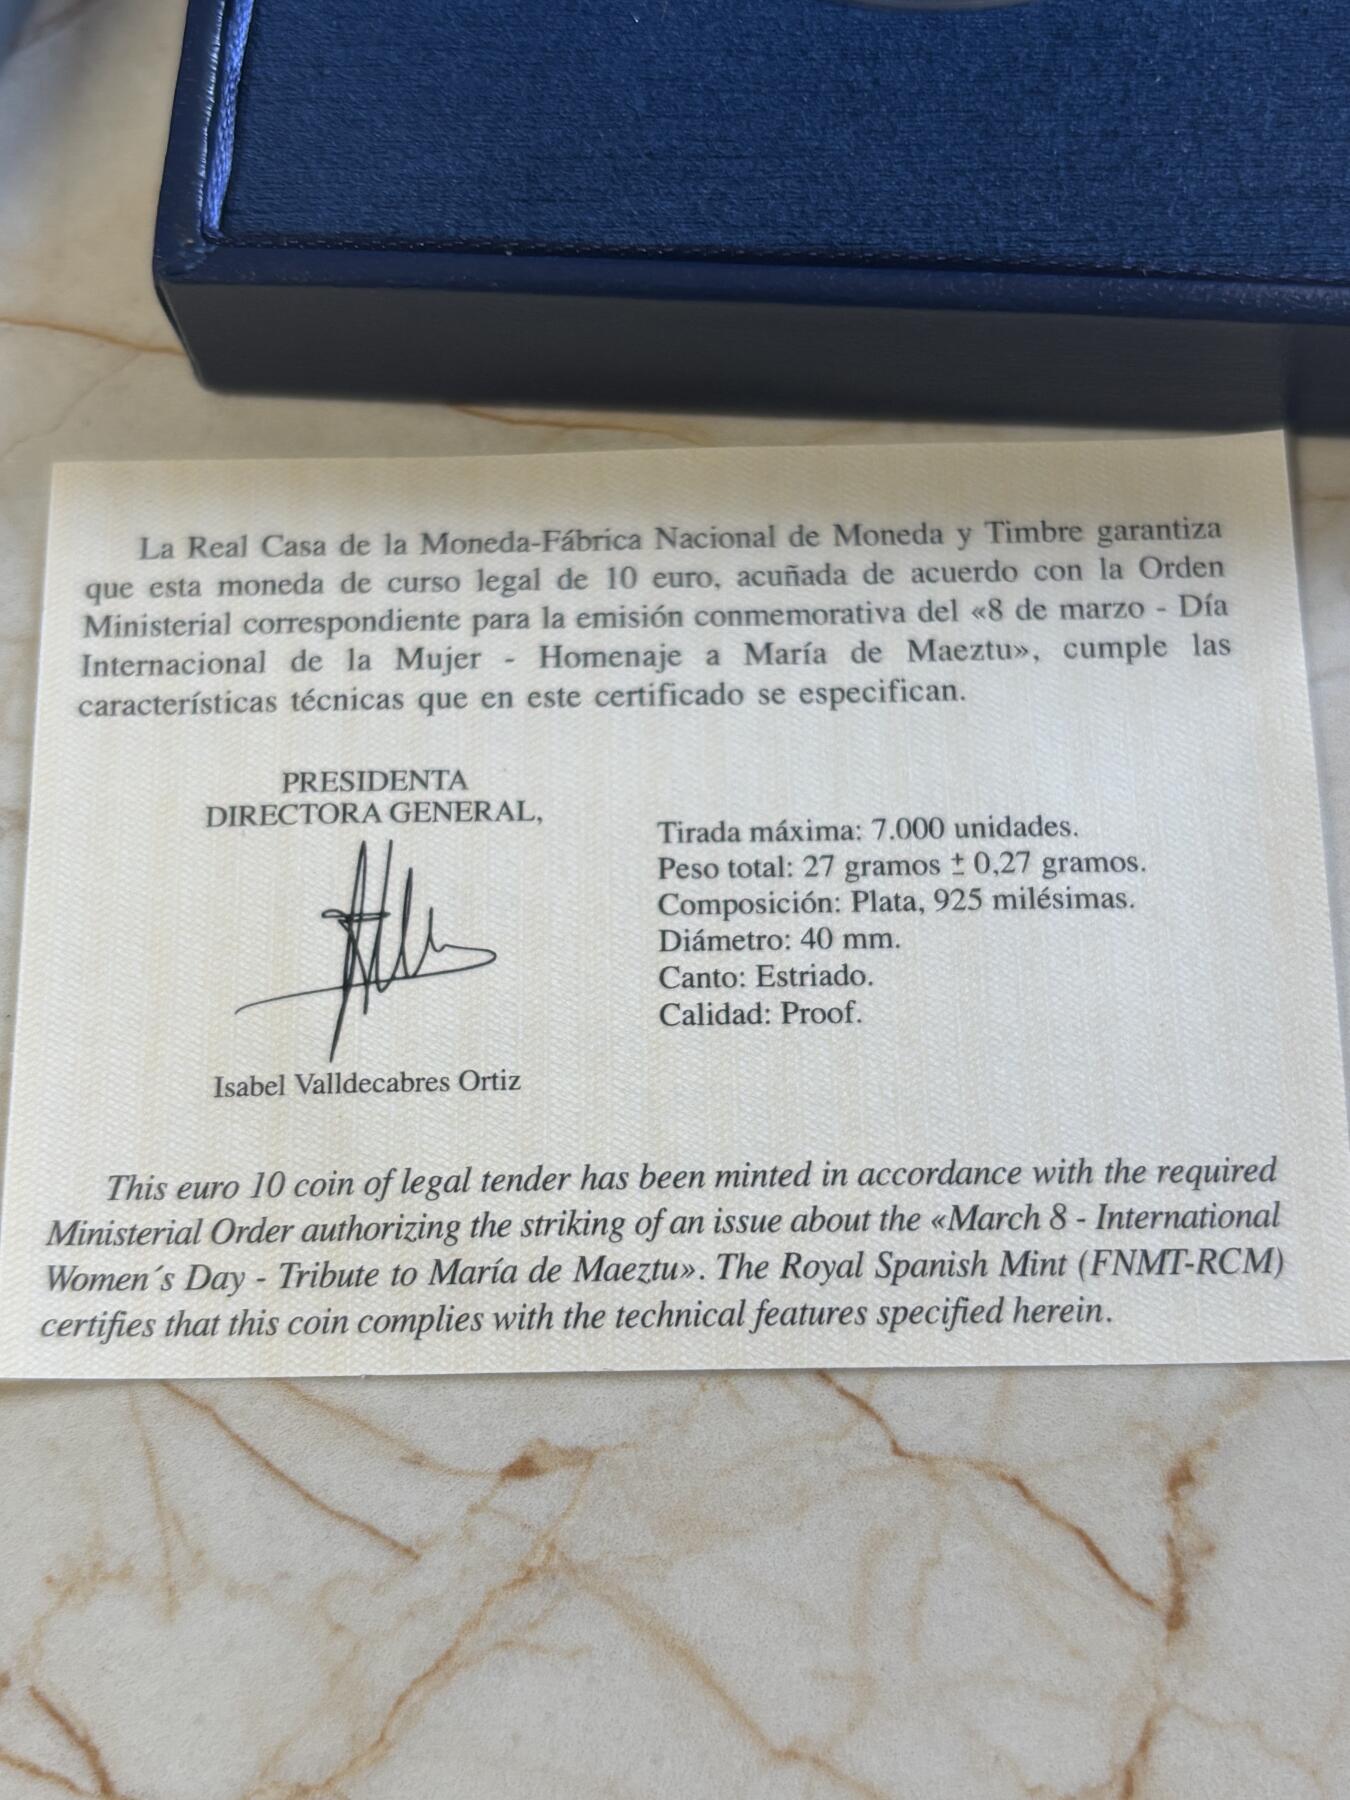 La Real Casa de la Moneda-Fábrica Nacional de Moneda y Timbre garantiza
que esta moneda de curso legal de 10 euro, acuñada de acuerdo con la Orden
Ministerial correspondiente para la emisión conmemorativa del «8 de marzo - Día
Internacional de la Mujer - Homenaje a María de Maeztu», cumple las
características técnicas que en este certificado se especifican.
PRESIDENTA
DIRECTORA GENERAL,
Isabel Valldecabres Ortiz
Tirada máxima: 7.000 unidades.
Peso total: 27 gramos ± 0,27 gramos.
Composición: Plata, 925 milésimas.
Diámetro: 40 mm.
Canto: Estriado.
Calidad: Proof.
This euro 10 coin of legal tender has been minted in accordance with the required
Ministerial Order authorizing the striking of an issue about the «March 8 - International
Women´s Day - Tribute to María de Maeztu». The Royal Spanish Mint (FNMT-RCM)
certifies that this coin complies with the technical features specified herein.